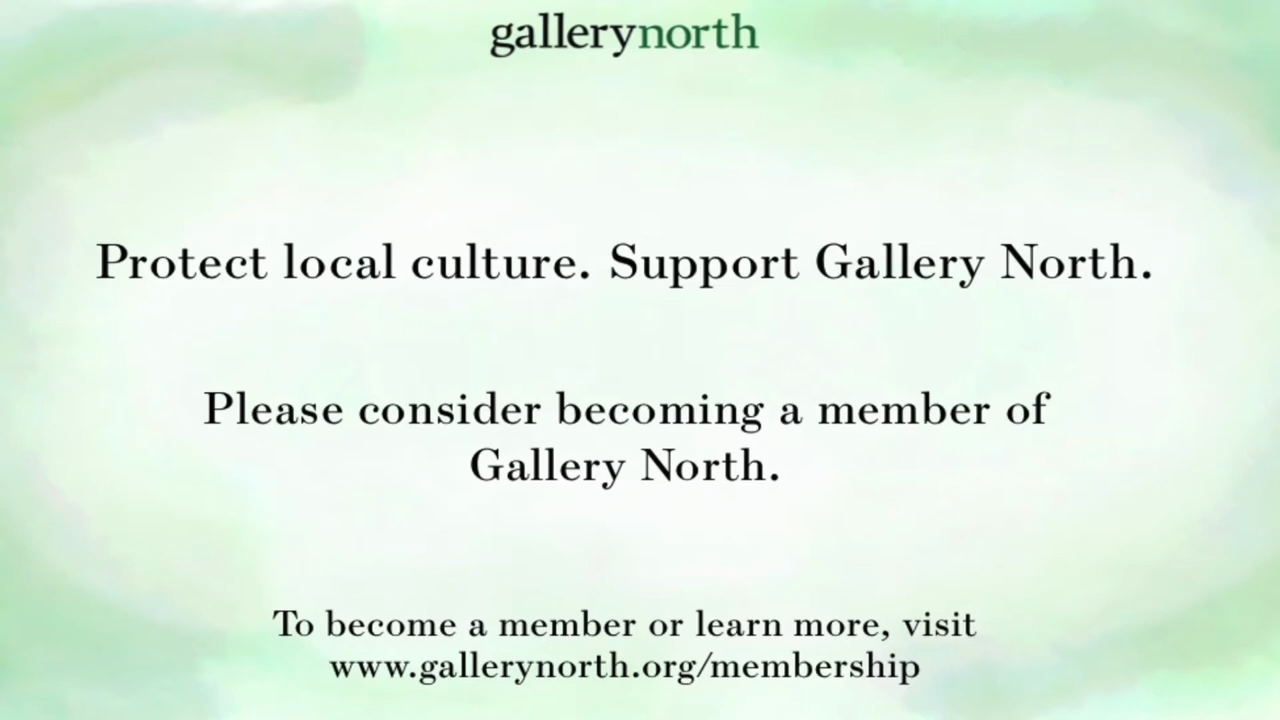 gallerynorth
Protect local culture. Support Gallery North.
Please consider becoming a member of
Gallery North.
To become a member or learn more, visit
www.gallerynorth.org/membership